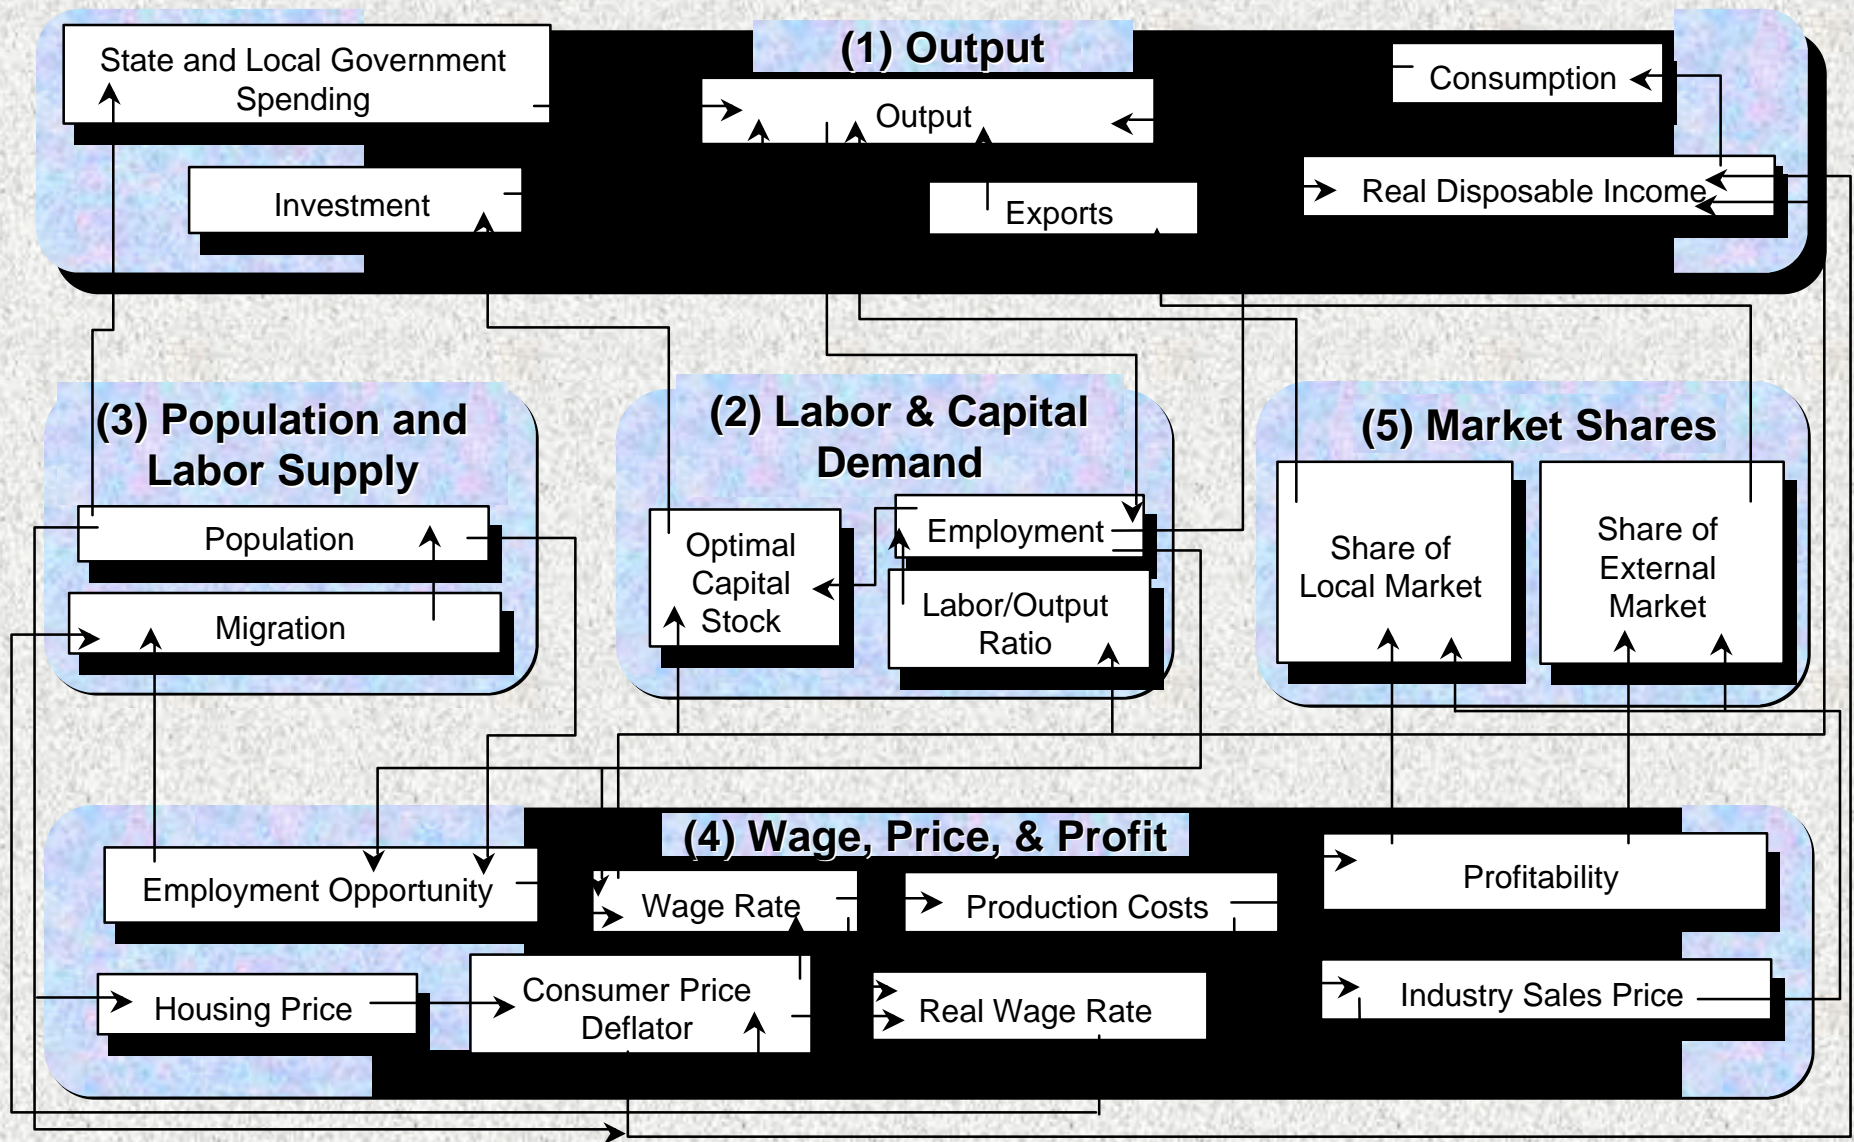 (1) Output
State and Local Government
Spending
Output
Consumption
Investment
Exports
Real Disposable Income
(3) Population and
Labor Supply
Population
Migration
(2) Labor & Capital
Demand
Optimal
Capital
Stock
Employment
Labor/Output
Ratio
(5) Market Shares
Share of
Local Market
Share of
External
Market
(4) Wage, Price, & Profit
Employment Opportunity
Wage Rate
Production Costs
Profitability
Housing Price
Consumer Price
Deflator
Real Wage Rate
Industry Sales Price